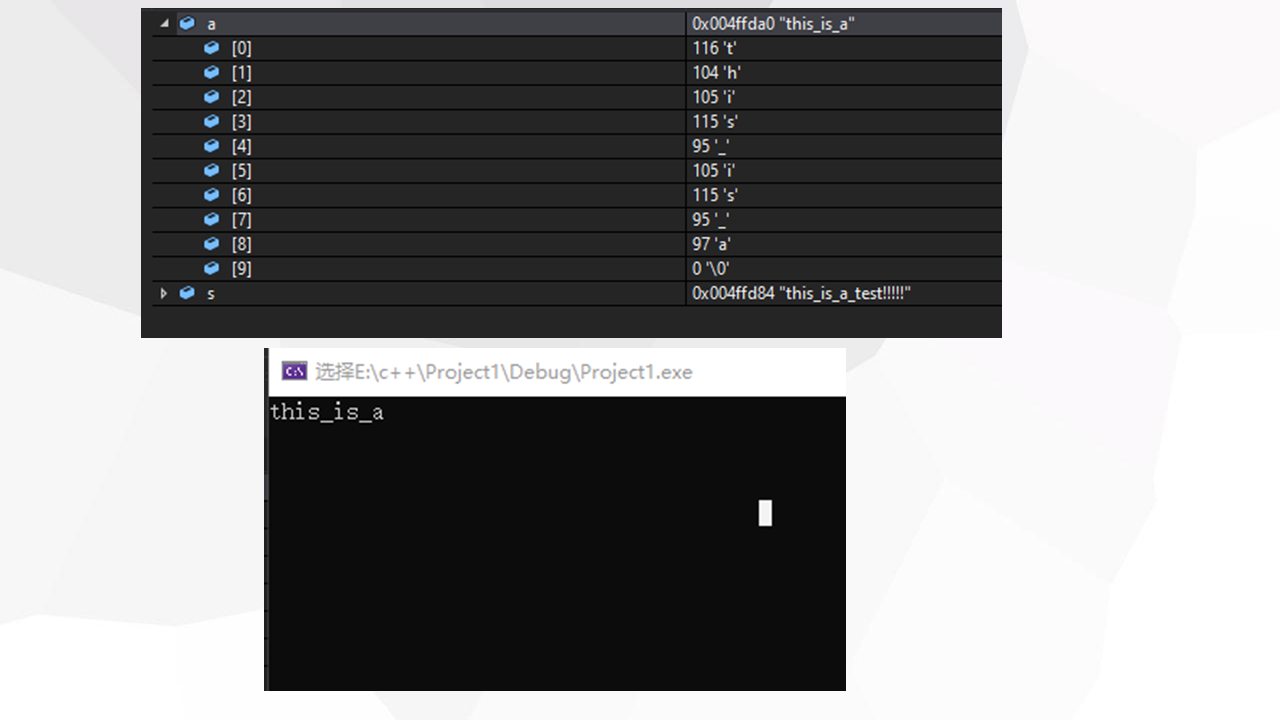 a 0x004ffda0 "this_is_a"
[0] 116 't'
[1] 104 'h'
[2] 105 'i'
[3] 115 's'
[4] 95 '_'
[5] 105 'i'
[6] 115 's'
[7] 95 '_'
[8] 97 'a'
[9] 0 '\0'
s 0x004ffd84 "this_is_a_test!!!!!"
C:\ 选择E:\c++\Project1\Debug\Project1.exe
this_is_a